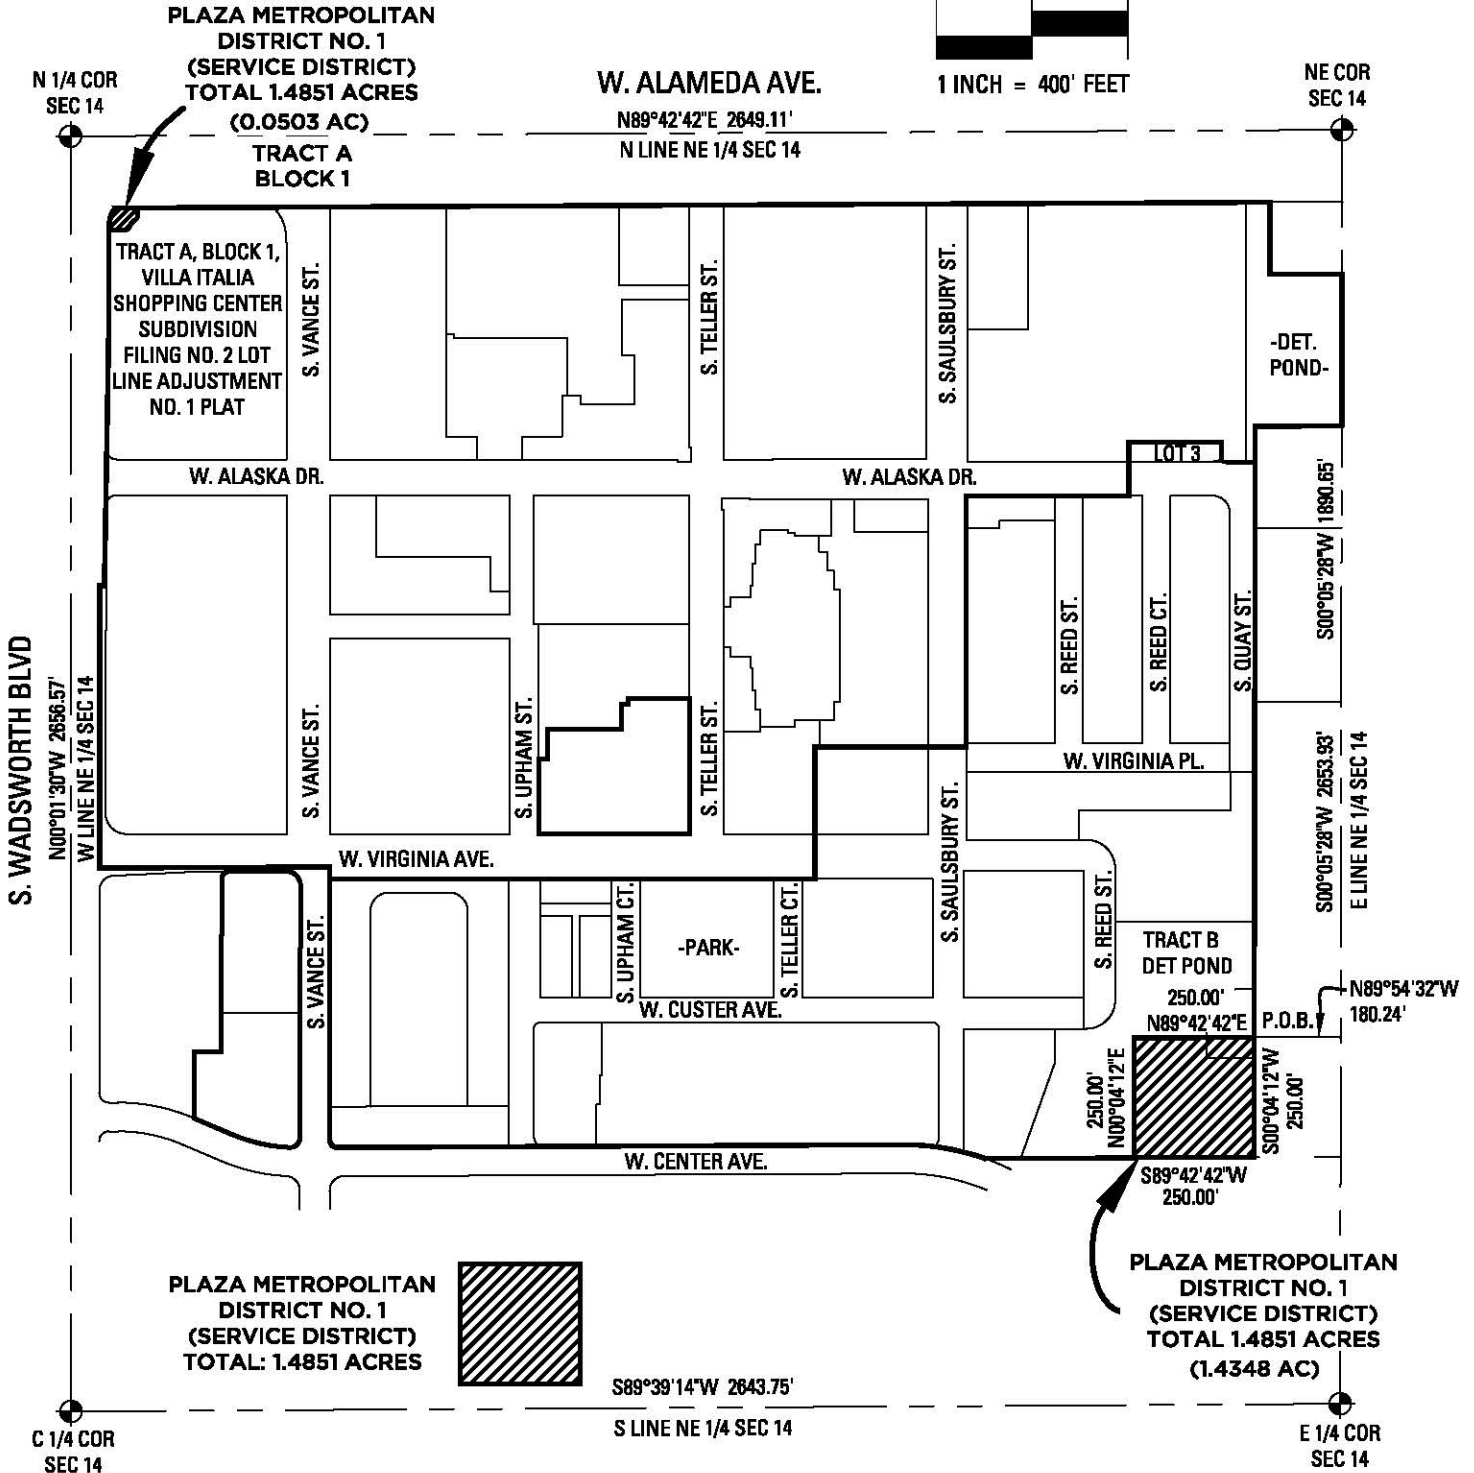 PLAZA METROPOLITAN
DISTRICT NO. 1
(SERVICE DISTRICT)
TOTAL 1.4851 ACRES
(0.0503 AC)
TRACT A
BLOCK 1
N 1/4 COR
SEC 14
W. ALAMEDA AVE.
N89°42'42"E 2649.11'
N LINE NE 1/4 SEC 14
1 INCH = 400' FEET
NE COR
SEC 14
TRACT A, BLOCK 1,
VILLA ITALIA
SHOPPING CENTER
SUBDIVISION
FILING NO. 2 LOT
LINE ADJUSTMENT
NO. 1 PLAT
S. VANCE ST.
S. TELLER ST.
S. SAULSBURY ST.
-DET.
POND-
LOT 3
W. ALASKA DR.
W. ALASKA DR.
S00°05'28"W 1890.65'
S. WADSWORTH BLVD
N00°01'30"W 2656.57'
W LINE NE 1/4 SEC 14
S. VANCE ST.
S. UPHAM ST.
S. TELLER ST.
S. REED ST.
S. REED CT.
S. QUAY ST.
W. VIRGINIA PL.
S00°05'28"W 2653.93'
E LINE NE 1/4 SEC 14
W. VIRGINIA AVE.
S. SAULSBURY ST.
S. VANCE ST.
S. UPHAM CT.
-PARK-
S. TELLER CT.
S. REED ST.
TRACT B
DET POND
W. CUSTER AVE.
250.00'
N89°42'42"E
P.O.B.
N89°54'32"W
180.24'
250.00'
N00°04'12"E
S00°04'12"W
250.00'
S89°42'42"W
250.00'
W. CENTER AVE.
PLAZA METROPOLITAN
DISTRICT NO. 1
(SERVICE DISTRICT)
TOTAL: 1.4851 ACRES
PLAZA METROPOLITAN
DISTRICT NO. 1
(SERVICE DISTRICT)
TOTAL 1.4851 ACRES
(1.4348 AC)
S89°39'14"W 2643.75'
S LINE NE 1/4 SEC 14
C 1/4 COR
SEC 14
E 1/4 COR
SEC 14